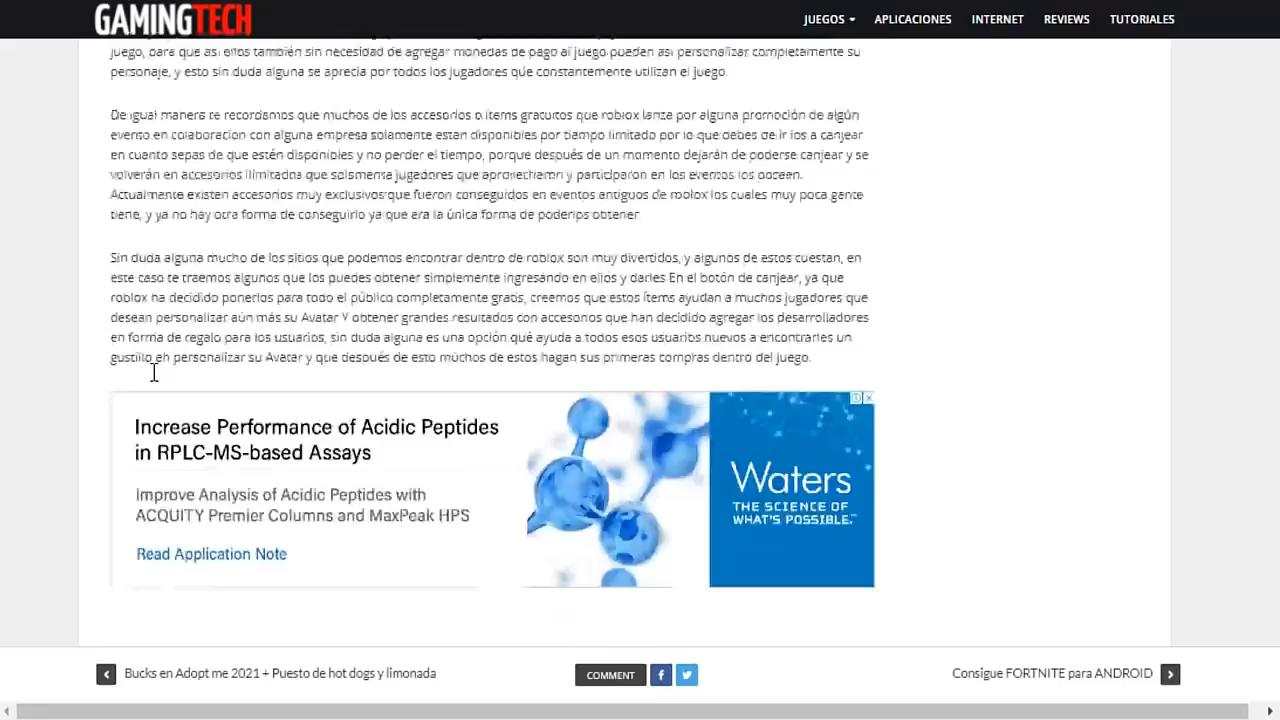 GAMINGTECH
JUEGOS
APLICACIONES
INTERNET
REVIEWS
TUTORIALES
juego, para que asi ellos también sin necesidad de agregar monedas de pago al juego pueden asi personalizar completamente su
personaje, y esto sin duda alguna se aprecia por todos los jugadores que constantemente utilizan el juego.
De igual manera te recordamos que muchos de los accesorios o items gratuitos que roblox lanza por alguna promoción de algún
evento en colaboracion con alguna empresa solamente estan disponibles por tiempo limitado por lo que debes de ir los a canjear
en cuanto sepas de que estén disponibles y no perder el tiempo, porque después de un momento dejarán de poderse canjear y se
volverán en accesorios ilimitados que jugadores que y participaron en los eventos los poseen.
Actualmente existen accesorios muy exclusivos que fueron conseguidos en eventos antiguos de los cuales muy poca gente
tiene, y ya no hay otra forma de conseguirlo ya que era la única forma de obtener.
Sin duda alguna mucho de los sitios que podemos encontrar dentro de roblox son muy divertidos, y algunos de estos cuestan, en
este caso te traemos algunos que los puedes obtener simplemente ingresando en ellos y darles En el botón de canjear, ya que
roblox ha decidido ponerlos para todo el público completamente gratis, creemos que estos Ítems ayudan a muchos jugadores que
desean personalizar aún más su Avatar Y obtener grandes resultados con accesorios que han decidido agregar los desarrolladores
en forma de regalo para los usuarios, sin duda alguna es una opción qué ayuda a todos esos usuarios nuevos a encontrarles un
gustillo en personalizar su Avatar y que después de esto muchos de estos hagan sus primeras compras dentro del juego.
Increase Performance of Acidic Peptides
in RPLC-MS-based Assays
Improve Analysis of Acidic Peptides with
ACQUITY Premier Columns and MaxPeak HPS
Read Application Note
Waters
THE SCIENCE OF
WHAT'S POSSIBLE.™
Bucks en Adopt me 2021 + Puesto de hot dogs y limonada
COMMENT
Consigue FORTNITE para ANDROID